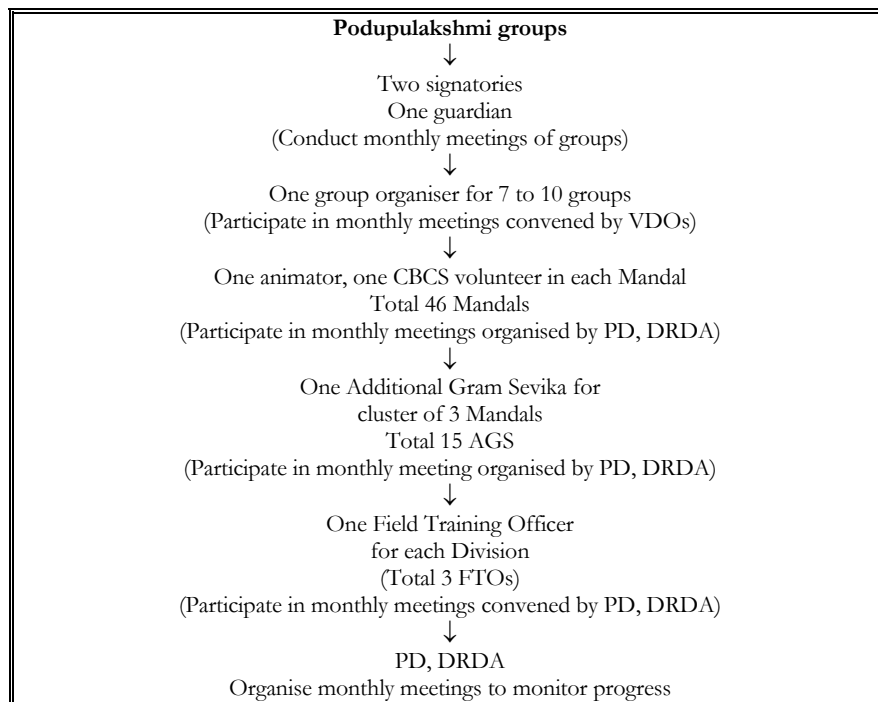 Podupulakshmi groups
↓
Two signatories
One guardian
(Conduct monthly meetings of groups)
↓
One group organiser for 7 to 10 groups
(Participate in monthly meetings convened by VDOs)
↓
One animator, one CBCS volunteer in each Mandal
Total 46 Mandals
(Participate in monthly meetings organised by PD, DRDA)
↓
One Additional Gram Sevika for
cluster of 3 Mandals
Total 15 AGS
(Participate in monthly meeting organised by PD, DRDA)
↓
One Field Training Officer
for each Division
(Total 3 FTOs)
(Participate in monthly meetings convened by PD, DRDA)
↓
PD, DRDA
Organise monthly meetings to monitor progress